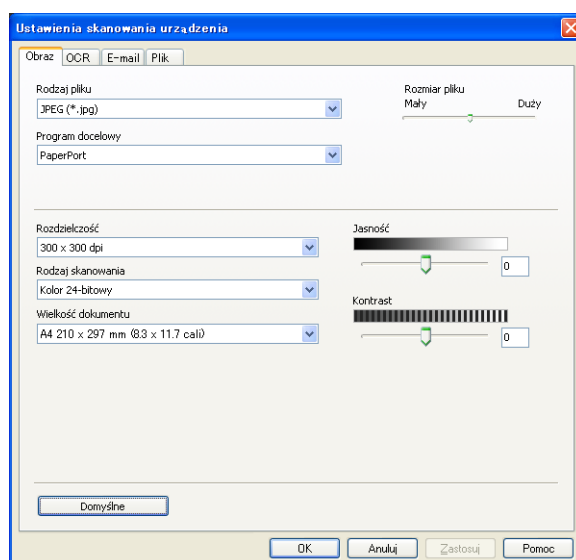 Ustawienia skanowania urządzenia
Obraz OCR E-mail Plik
Rodzaj pliku
JPEG (*.jpg)
Rozmiar pliku
Mały Duży
Program docelowy
PaperPort
Rozdzielczość
300 x 300 dpi
Rodzaj skanowania
Kolor 24-bitowy
Wielkość dokumentu
A4 210 x 297 mm (8.3 x 11.7 cali)
Jasność
0
Kontrast
0
Domyślne
OK Anuluj Zastosuj Pomoc